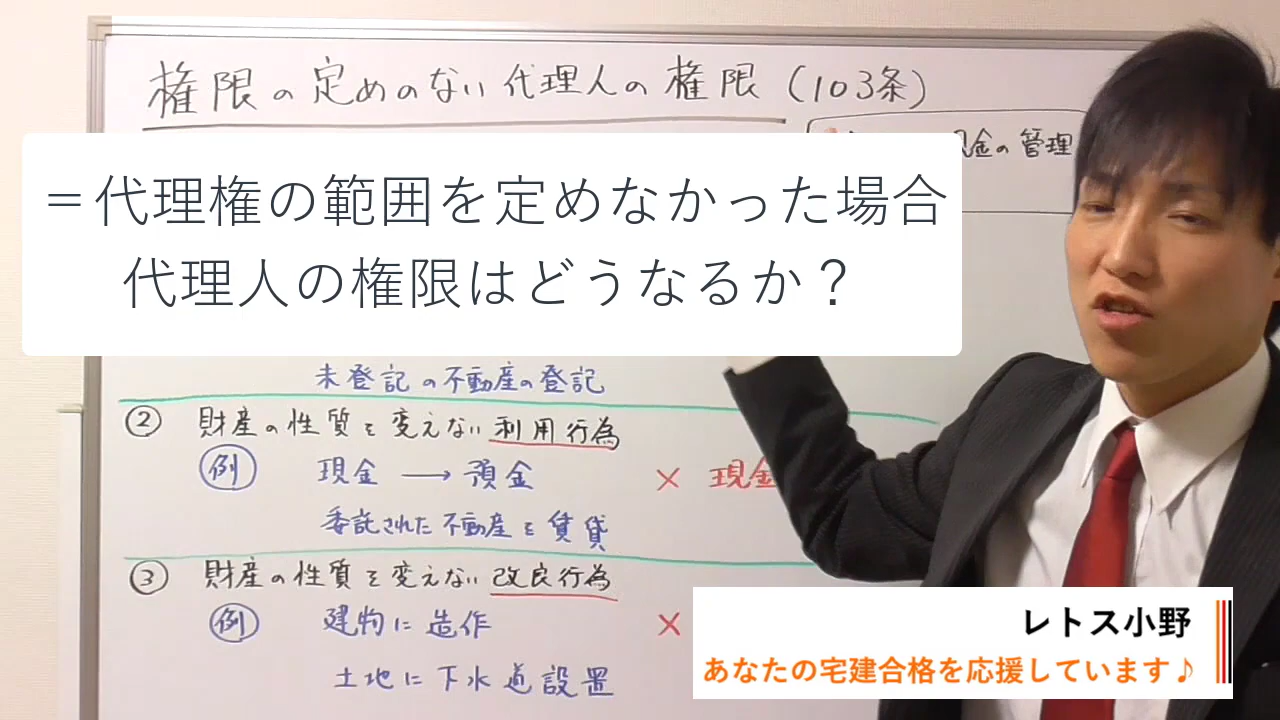 権限の定めのない代理人の権限（103条）
現金の管理
＝代理権の範囲を定めなかった場合
代理人の権限はどうなるか？
未登記の不動産の登記
② 財産の性質を変えない利用行為
例 現金 → 預金 × 現金
委託された不動産を賃貸
③ 財産の性質を変えない改良行為
例 建物に造作 ×
土地に下水道設置
レトス小野
あなたの宅建合格を応援しています♪